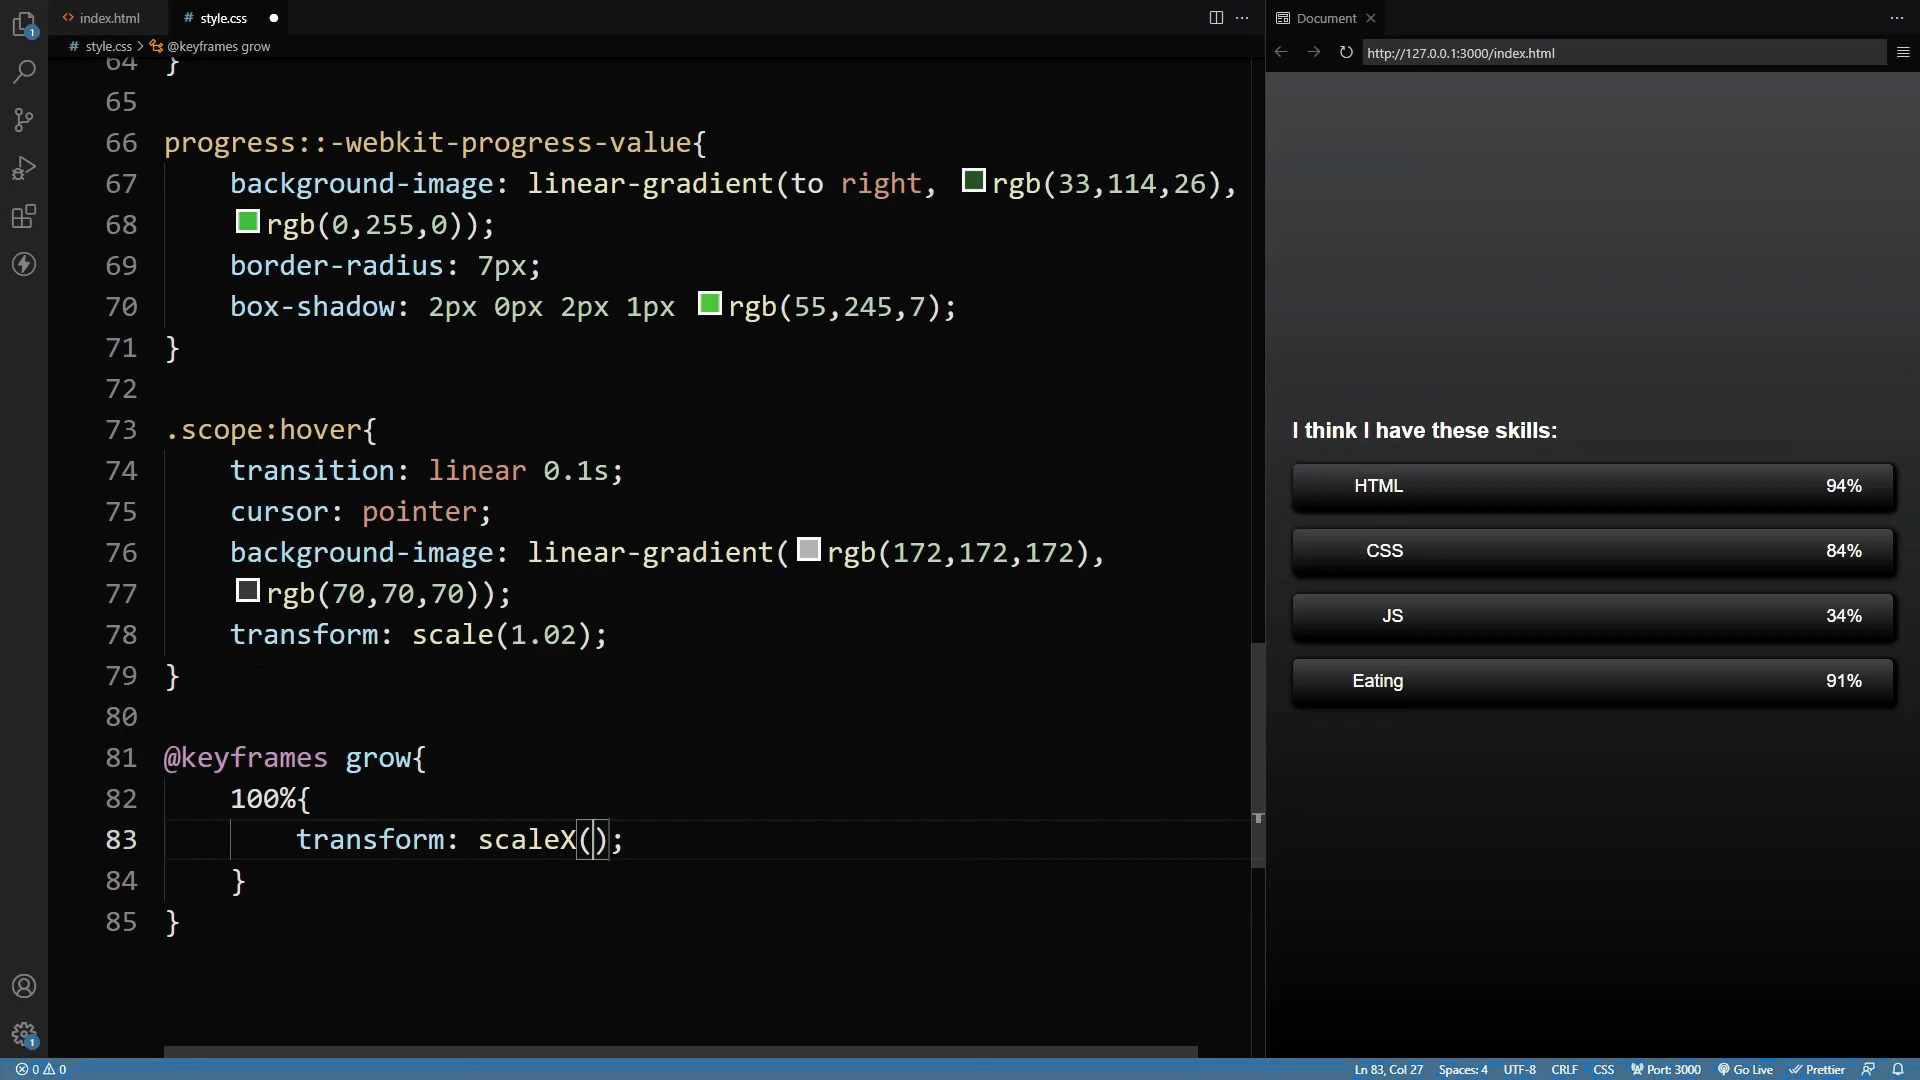 index.html
# style.css
Document
# style.css > @keyframes grow
http://127.0.0.1:3000/index.html
64 }
65
66 progress::-webkit-progress-value{
67 background-image: linear-gradient(to right, rgb(33,114,26),
68 rgb(0,255,0));
69 border-radius: 7px;
70 box-shadow: 2px 0px 2px 1px rgb(55,245,7);
71 }
72
73 .scope:hover{
74 transition: linear 0.1s;
75 cursor: pointer;
76 background-image: linear-gradient(rgb(172,172,172),
77 rgb(70,70,70));
78 transform: scale(1.02);
79 }
80
81 @keyframes grow{
82 100%{
83 transform: scaleX();
84 }
85 }
I think I have these skills:
HTML 94%
CSS 84%
JS 34%
Eating 91%
1
1
0 0
Ln 83, Col 27 Spaces: 4 UTF-8 CRLF CSS Port: 3000 Go Live Prettier